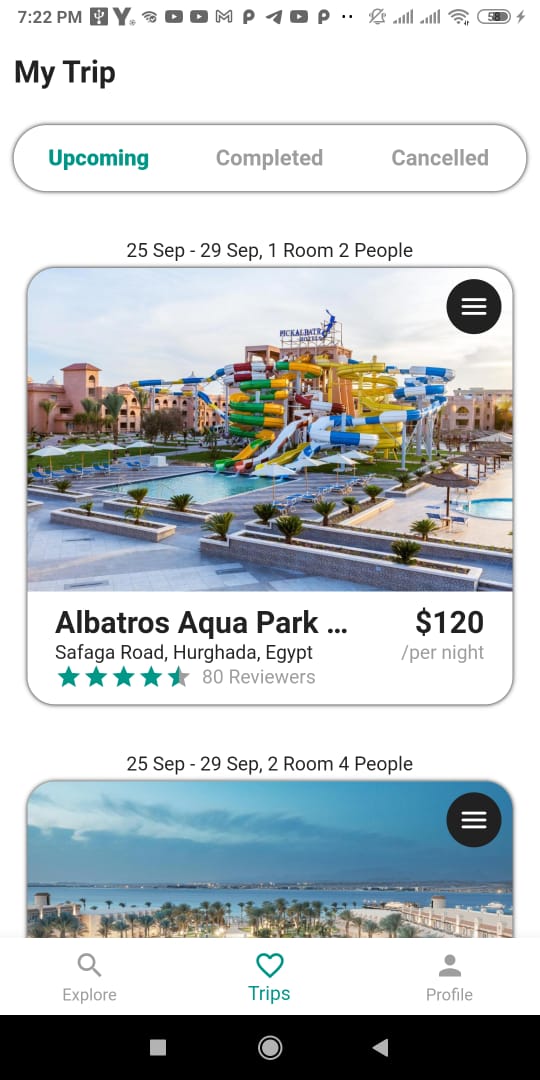 7:22 PM
58
My Trip
Upcoming Completed Cancelled
25 Sep - 29 Sep, 1 Room 2 People
PICKALBATROS
HOTELS
Albatros Aqua Park ... $120
Safaga Road, Hurghada, Egypt /per night
80 Reviewers
25 Sep - 29 Sep, 2 Room 4 People
Explore Trips Profile